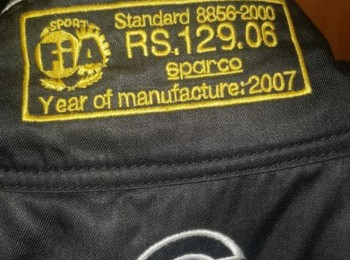 SPORT
FiA
Standard 8856-2000
RS.129.06
sparco
Year of manufacture:2007